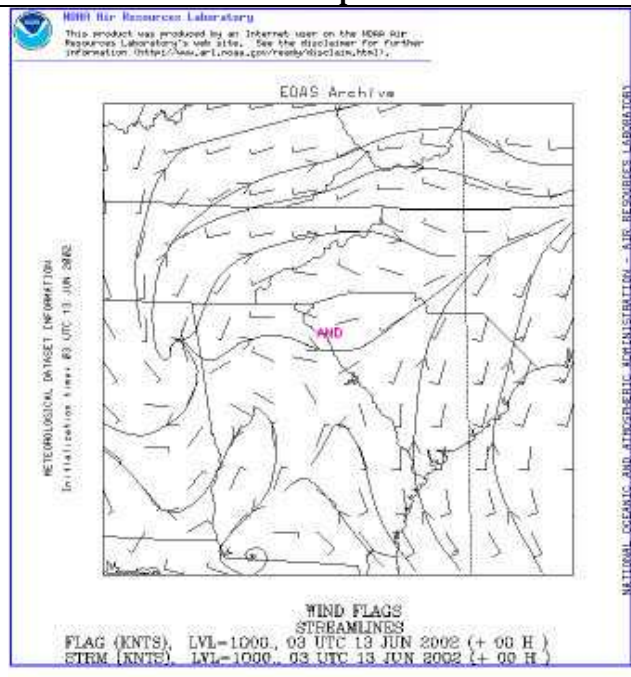 NOAA Air Resources Laboratory
This product was produced by an Internet user on the NOAA Air
Resources Laboratory's web site. See the disclaimer for further
information (http://www.arl.noaa.gov/ready/disclaim.html).
EDAS Archive
METEOROLOGICAL DATASET INFORMATION
Initialization time: 03 UTC 13 JUN 2002
AND
NATIONAL OCEANIC AND ATMOSPHERIC ADMINISTRATION - AIR RESOURCES LABORATORY
WIND FLAGS
STREAMLINES
FLAG (KNTS), LVL=1000., 03 UTC 13 JUN 2002 (+ 00 H )
STRM (KNTS), LVL=1000., 03 UTC 13 JUN 2002 (+ 00 H )